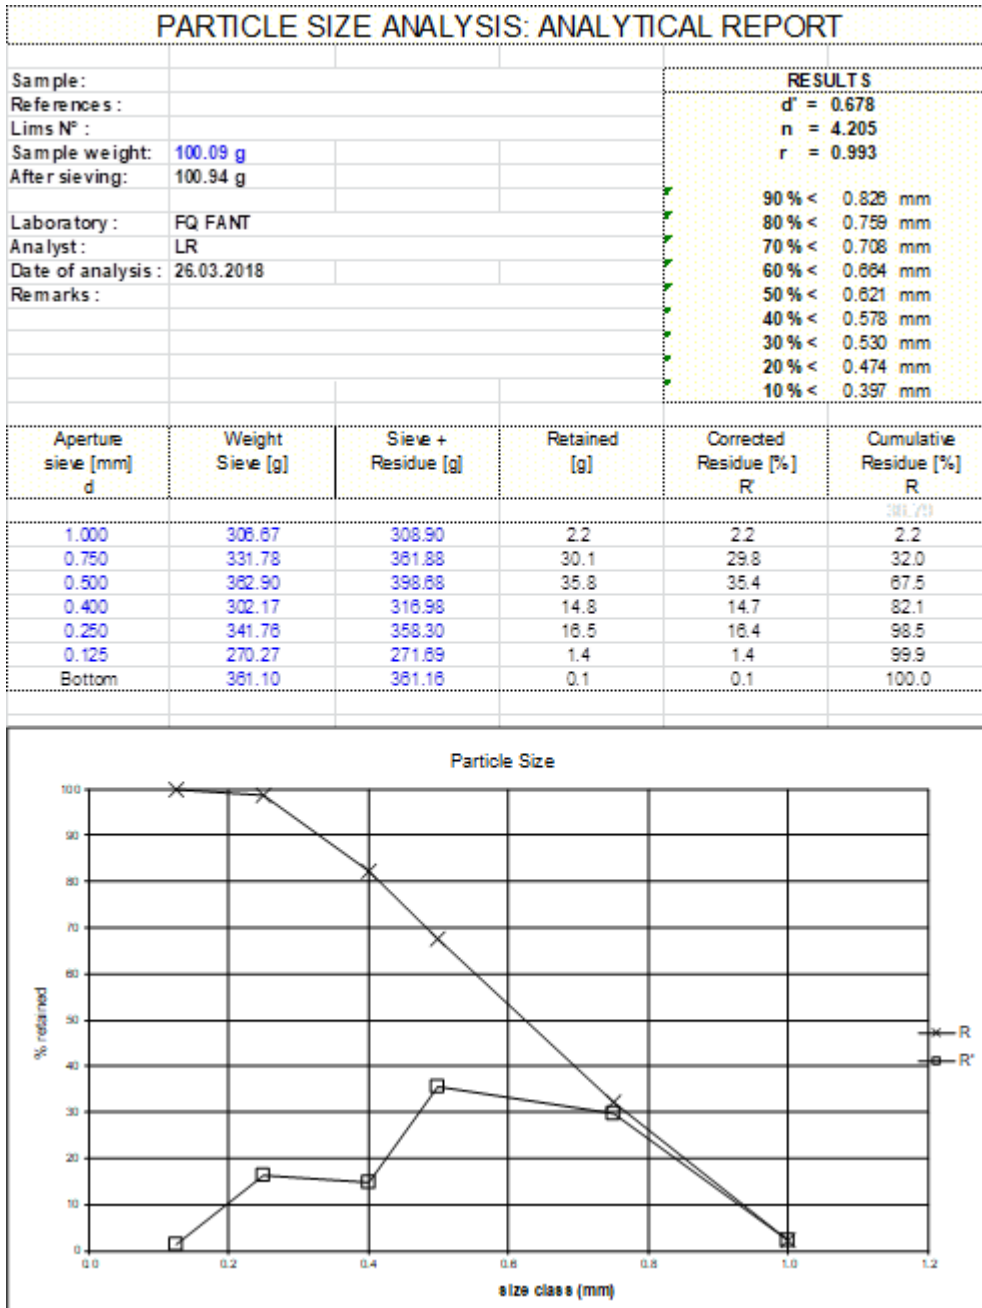 PARTICLE SIZE ANALYSIS: ANALYTICAL REPORT
Sample:
References:
Lims N° :
Sample weight: 100.09 g
After sieving: 100.94 g
Laboratory : FQ FANT
Analyst : LR
Date of analysis : 26.03.2018
Remarks :
RESULTS
d' = 0.678
n = 4.205
r = 0.993
90 % < 0.826 mm
80 % < 0.759 mm
70 % < 0.708 mm
60 % < 0.664 mm
50 % < 0.621 mm
40 % < 0.578 mm
30 % < 0.530 mm
20 % < 0.474 mm
10 % < 0.397 mm
Aperture Weight Sieve + Retained Corrected Cumulative
sieve [mm] Sieve [g] Residue [g] [g] Residue [%] Residue [%]
d R' R
1.000 306.67 308.90 2.2 2.2 2.2
0.750 331.78 361.88 30.1 29.8 32.0
0.500 362.90 398.68 35.8 35.4 67.5
0.400 302.17 316.98 14.8 14.7 82.1
0.250 341.76 358.30 16.5 16.4 98.5
0.125 270.27 271.69 1.4 1.4 99.9
Bottom 361.10 361.16 0.1 0.1 100.0
Particle Size
100
90
80
70
60
50
40
30
20
10
0
% retained
0.0 0.2 0.4 0.6 0.8 1.0 1.2
size class (mm)
R
R'